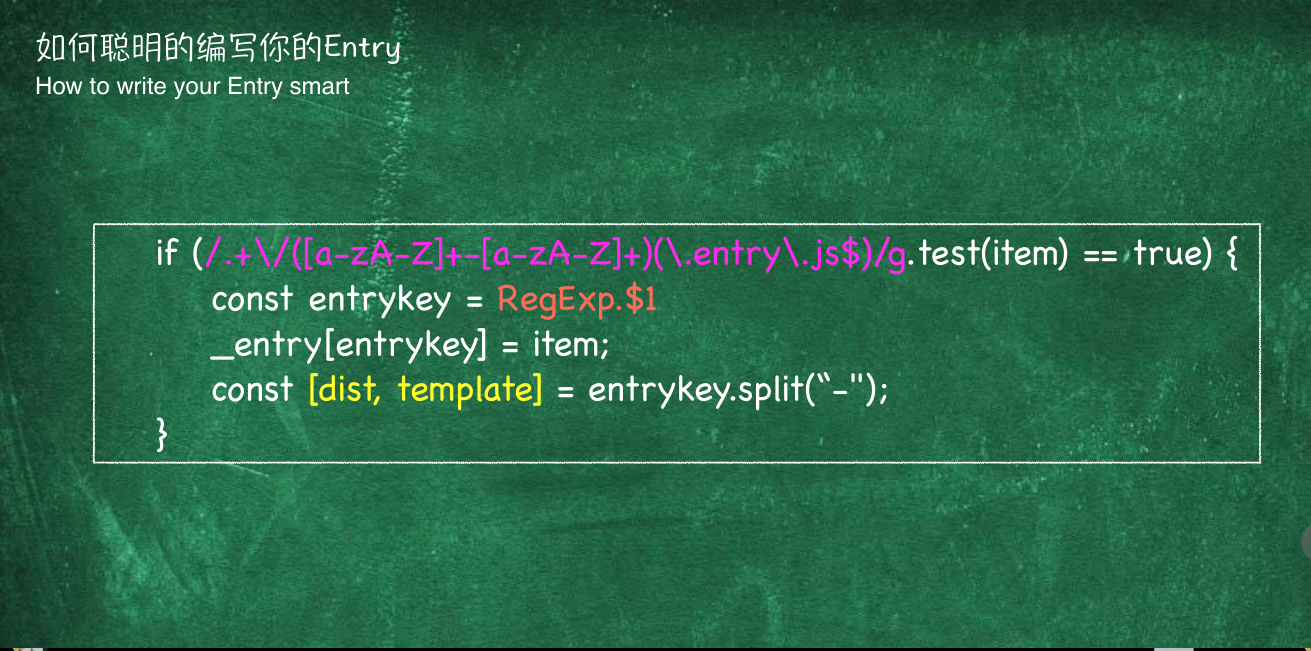 如何聪明的编写你的Entry
How to write your Entry smart
if (/.+\/([a-zA-Z]+-[a-zA-Z]+)(\.entry\.js$)/g.test(item) == true) {
const entrykey = RegExp.$1
_entry[entrykey] = item;
const [dist, template] = entrykey.split(“-");
}